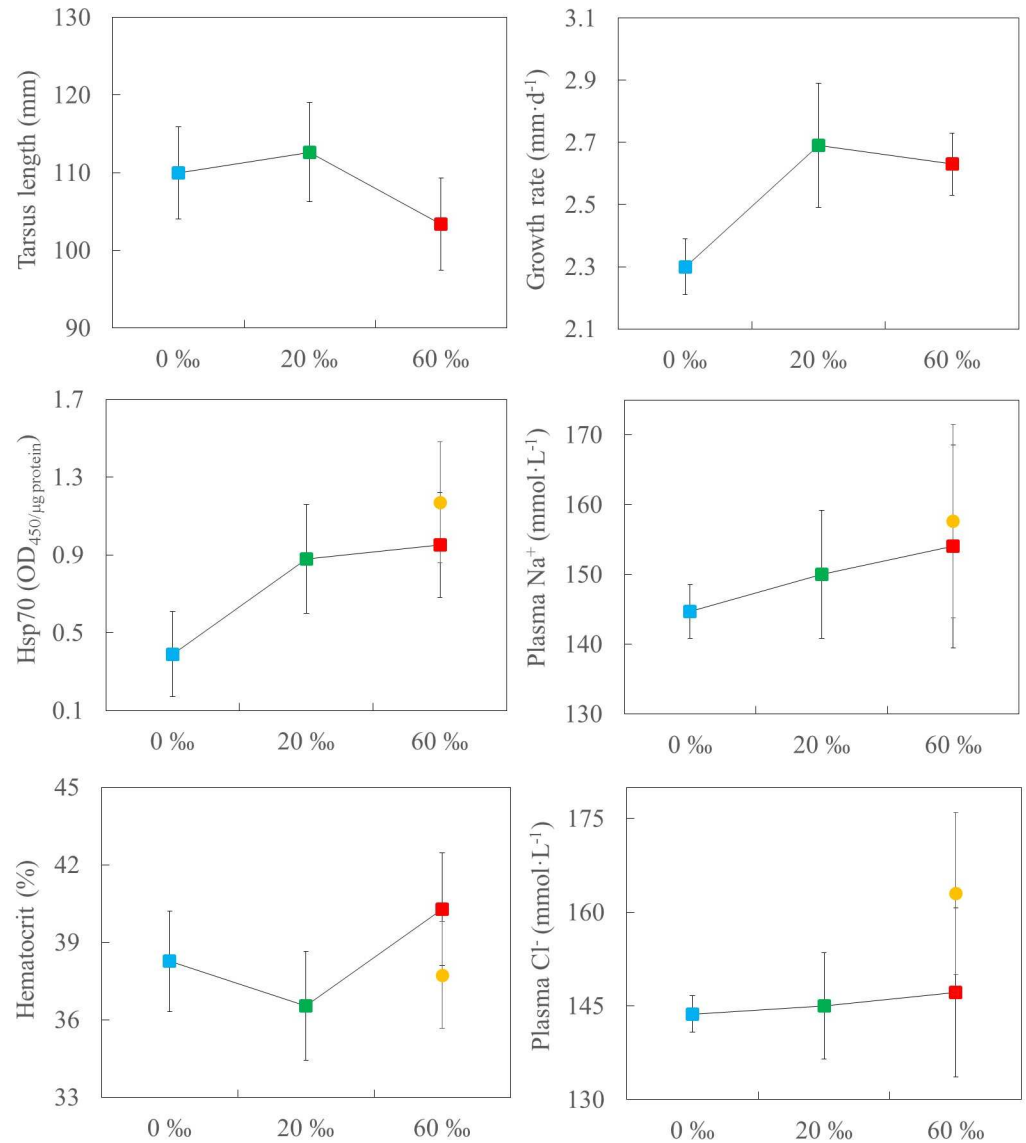 Tarsus length (mm)
130
120
110
100
90
0 ‰ 20 ‰ 60 ‰
Growth rate (mm·d-1)
3.1
2.9
2.7
2.5
2.3
2.1
0 ‰ 20 ‰ 60 ‰
Hsp70 (OD450/μg protein)
1.7
1.3
0.9
0.5
0.1
0 ‰ 20 ‰ 60 ‰
Plasma Na+ (mmol·L-1)
170
160
150
140
130
0 ‰ 20 ‰ 60 ‰
Hematocrit (%)
45
42
39
36
33
0 ‰ 20 ‰ 60 ‰
Plasma Cl- (mmol·L-1)
175
160
145
130
0 ‰ 20 ‰ 60 ‰